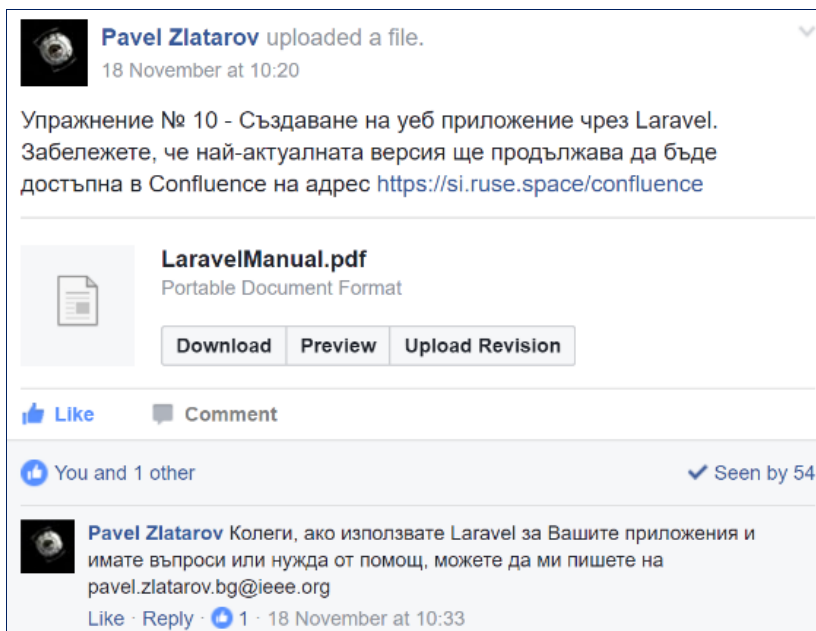 Pavel Zlatarov uploaded a file.
18 November at 10:20
Упражнение № 10 - Създаване на уеб приложение чрез Laravel.
Забележете, че най-актуалната версия ще продължава да бъде
достъпна в Confluence на адрес https://si.ruse.space/confluence
LaravelManual.pdf
Portable Document Format
Download Preview Upload Revision
Like Comment
You and 1 other Seen by 54
Pavel Zlatarov Колеги, ако използвате Laravel за Вашите приложения и
имате въпроси или нужда от помощ, можете да ми пишете на
pavel.zlatarov.bg@ieee.org
Like · Reply · 1 · 18 November at 10:33